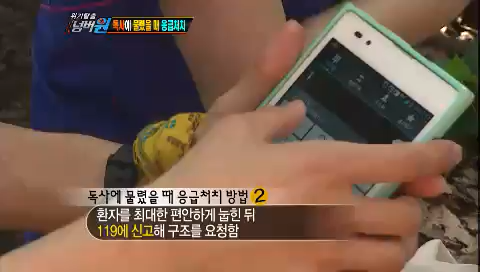 위기탈출
넘버원
독사에 물렸을 때 응급처치
독사에 물렸을 때 응급처치 방법 2
환자를 최대한 편안하게 눕힌 뒤
119에 신고해 구조를 요청함